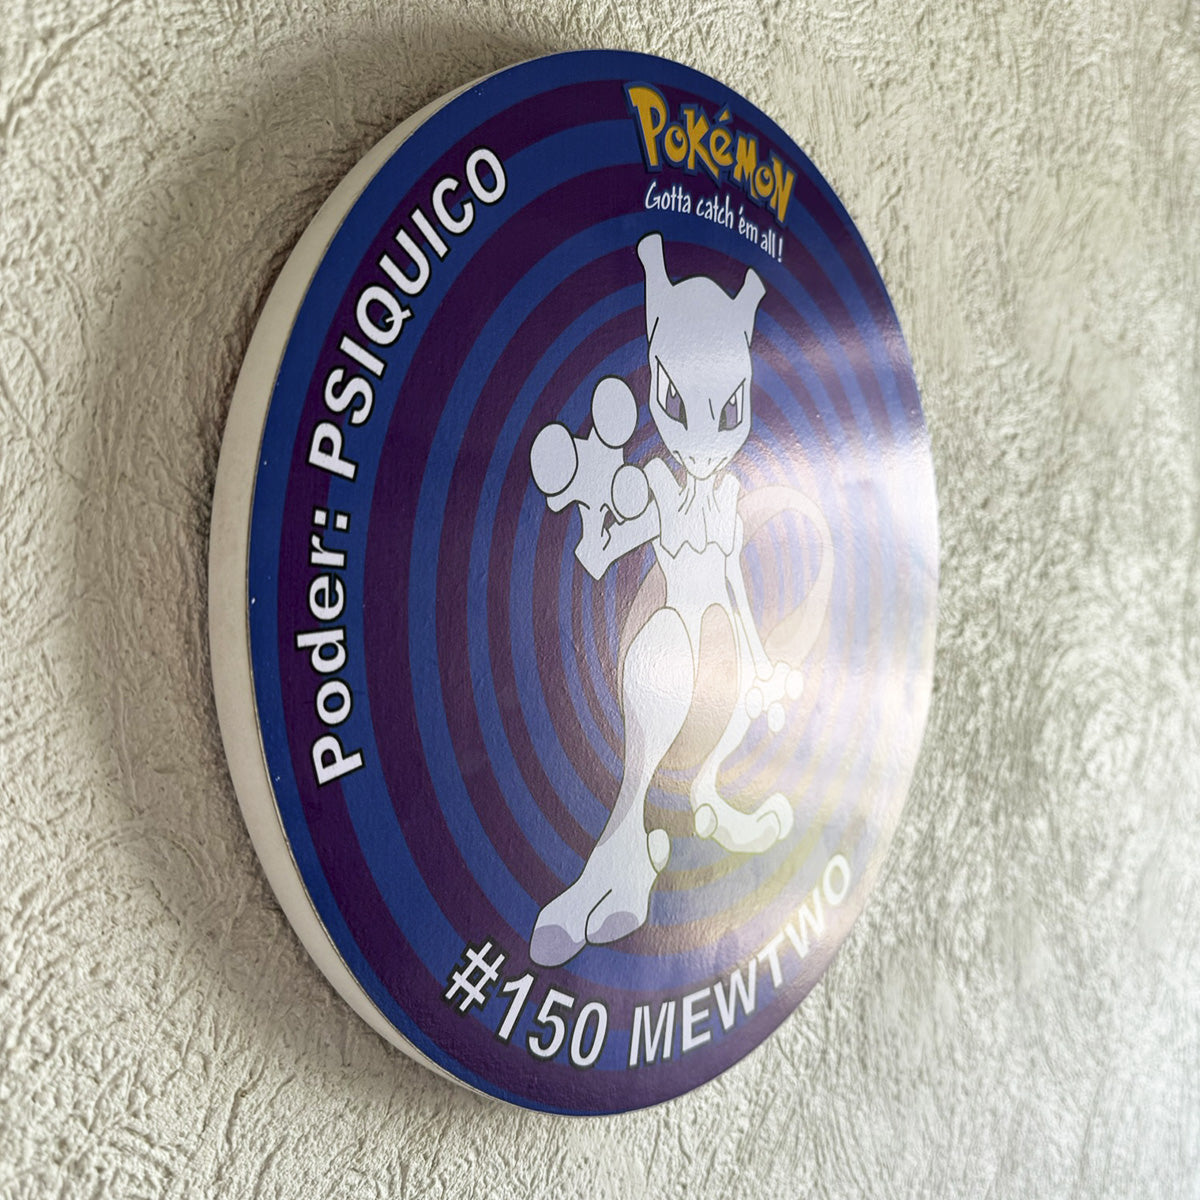 POKéMON
Gotta catch 'em all!
Poder: PSIQUICO
#150 MEWTWO